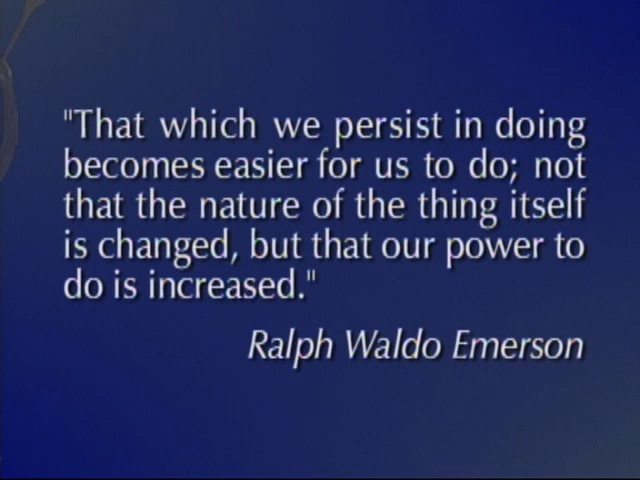 "That which we persist in doing
becomes easier for us to do; not
that the nature of the thing itself
is changed, but that our power to
do is increased."
Ralph Waldo Emerson